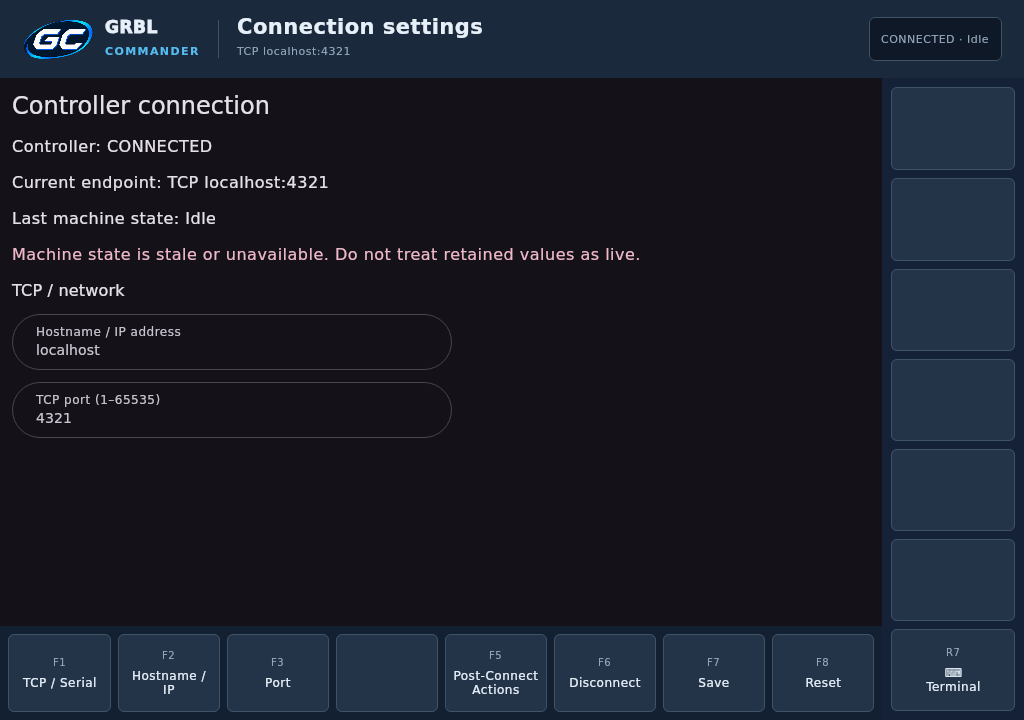 GC
GRBL
COMMANDER
Connection settings
TCP localhost:4321
CONNECTED · Idle
Controller connection
Controller: CONNECTED
Current endpoint: TCP localhost:4321
Last machine state: Idle
Machine state is stale or unavailable. Do not treat retained values as live.
TCP / network
Hostname / IP address
localhost
TCP port (1–65535)
4321
F1
TCP / Serial
F2
Hostname /
IP
F3
Port
F5
Post-Connect
Actions
F6
Disconnect
F7
Save
F8
Reset
R7
⌨
Terminal